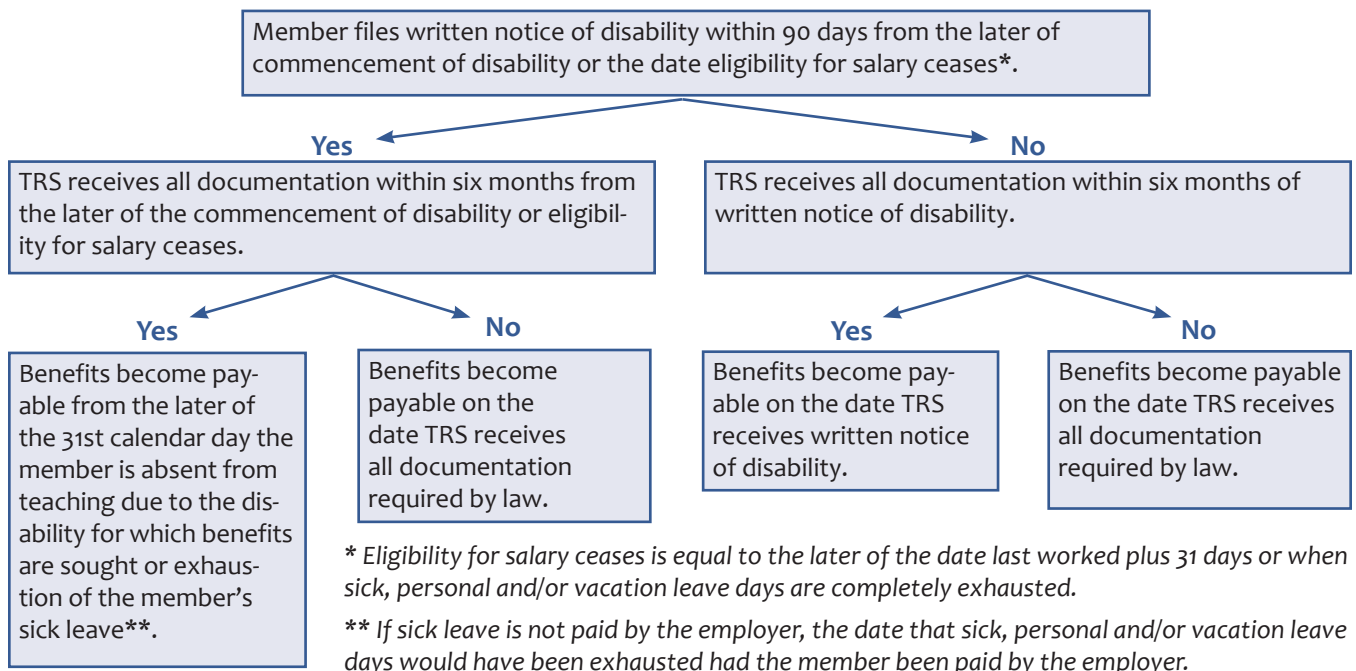 Member files written notice of disability within 90 days from the later of
commencement of disability or the date eligibility for salary ceases*.
Yes
No
TRS receives all documentation within six months from
the later of the commencement of disability or eligibil-
ity for salary ceases.
TRS receives all documentation within six months of
written notice of disability.
Yes
No
Yes
No
Benefits become pay-
able from the later of
the 31st calendar day the
member is absent from
teaching due to the dis-
ability for which benefits
are sought or exhaus-
tion of the member's
sick leave**.
Benefits become
payable on the
date TRS receives
all documentation
required by law.
Benefits become pay-
able on the date TRS
receives written notice
of disability.
Benefits become payable
on the date TRS receives
all documentation
required by law.
* Eligibility for salary ceases is equal to the later of the date last worked plus 31 days or when
sick, personal and/or vacation leave days are completely exhausted.
** If sick leave is not paid by the employer, the date that sick, personal and/or vacation leave
days would have been exhausted had the member been paid by the employer.